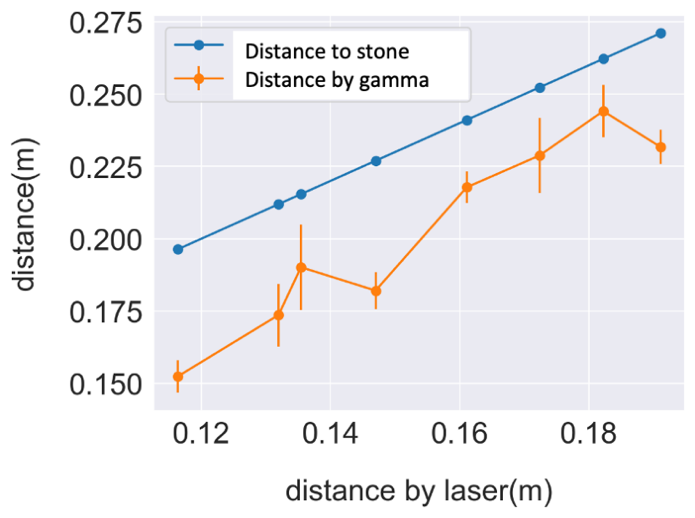 0.275
0.250
0.225
0.200
0.175
0.150
distance(m)
Distance to stone
Distance by gamma
0.12 0.14 0.16 0.18
distance by laser(m)